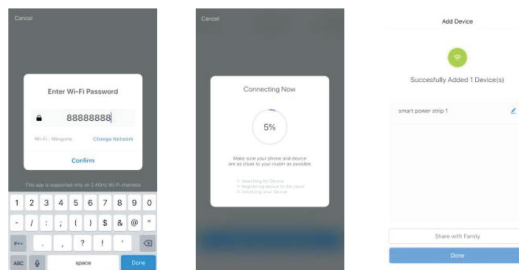 Cancel
Enter Wi-Fi Password
88888888
Change Network
Confirm
This app is supported only on 2.4GHz Wi-Fi channels
1 2 3 4 5 6 7 8 9 0
- / : ; ( ) $ & @ "
#+= . , ? ! '
ABC space Done
Cancel
Connecting Now
5%
Make sure your phone and device
are as close to your router as possible.
Add Device
Succesfully Added 1 Device(s)
smart power strip 1
Share with Family
Done